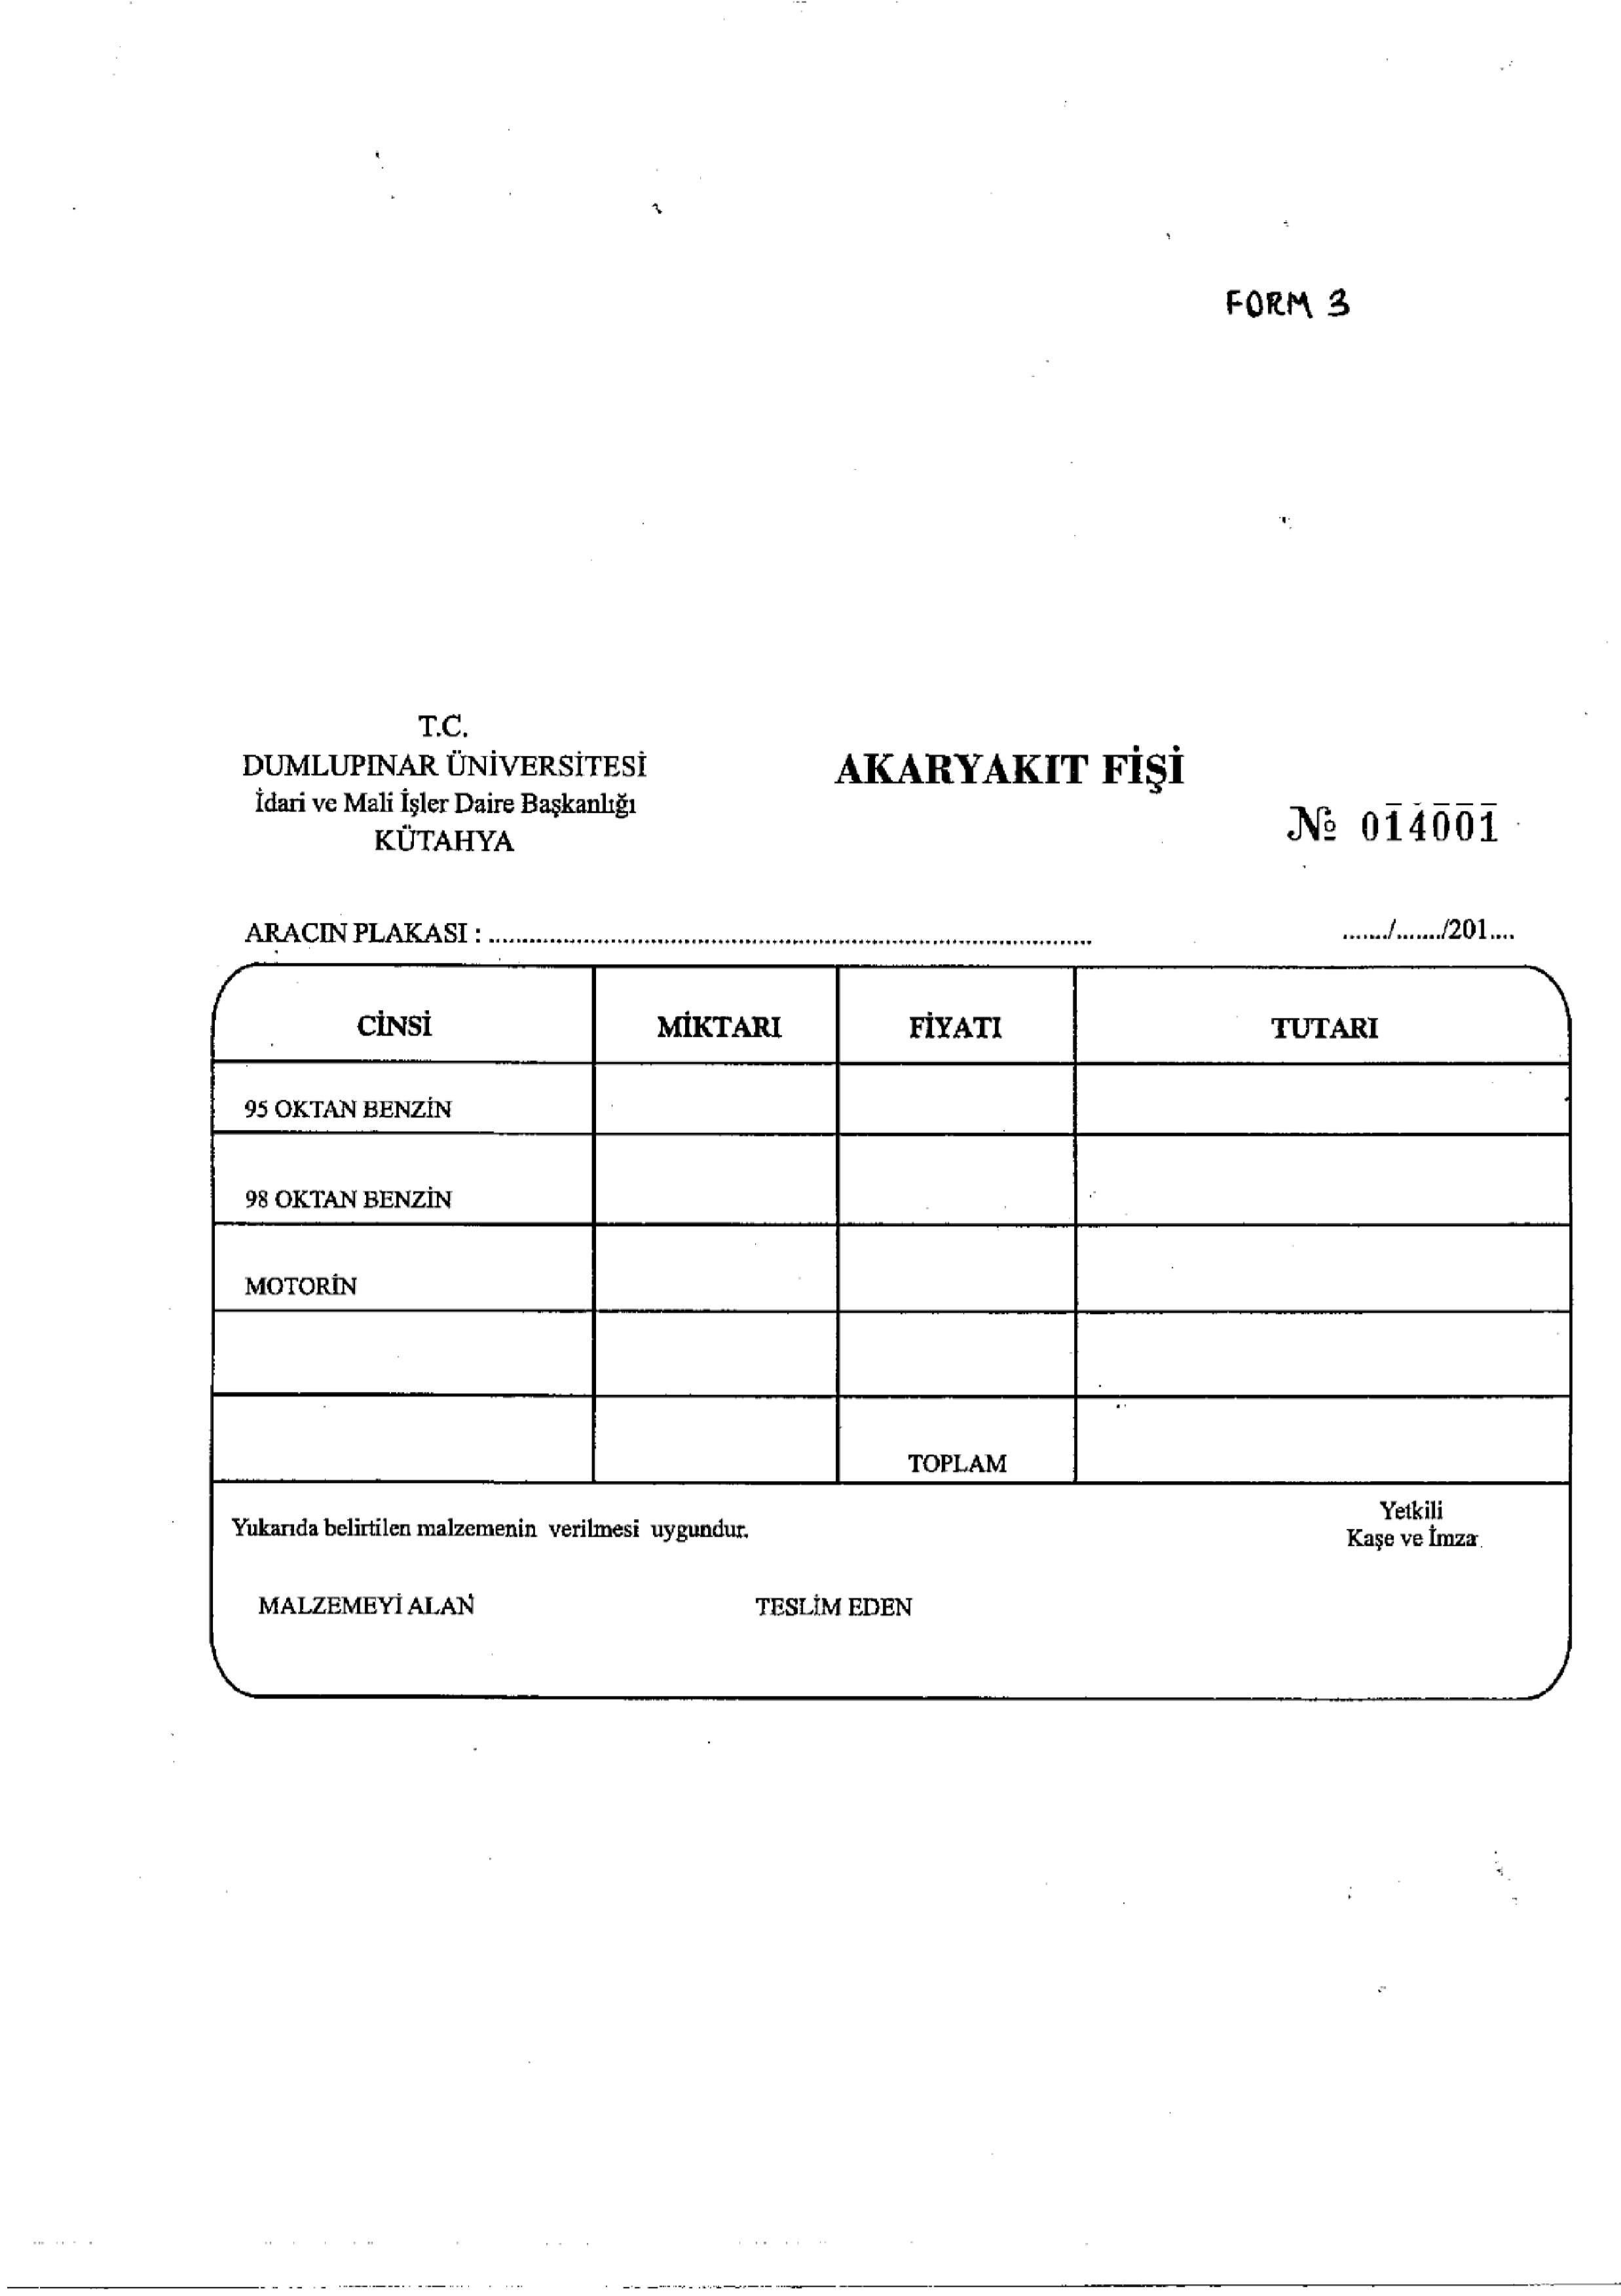 FORM 3
T.C.
DUMLUPINAR ÜNİVERSİTESİ
İdari ve Mali İşler Daire Başkanlığı
KÜTAHYA
AKARYAKIT FİŞİ
№ 014001
ARACIN PLAKASI : ..........................................................................................
......./......./201....
CİNSİ MİKTARI FİYATI TUTARI
95 OKTAN BENZİN
98 OKTAN BENZİN
MOTORİN
TOPLAM
Yukarıda belirtilen malzemenin verilmesi uygundur.
Yetkili
Kaşe ve İmza
MALZEMEYİ ALAN TESLİM EDEN